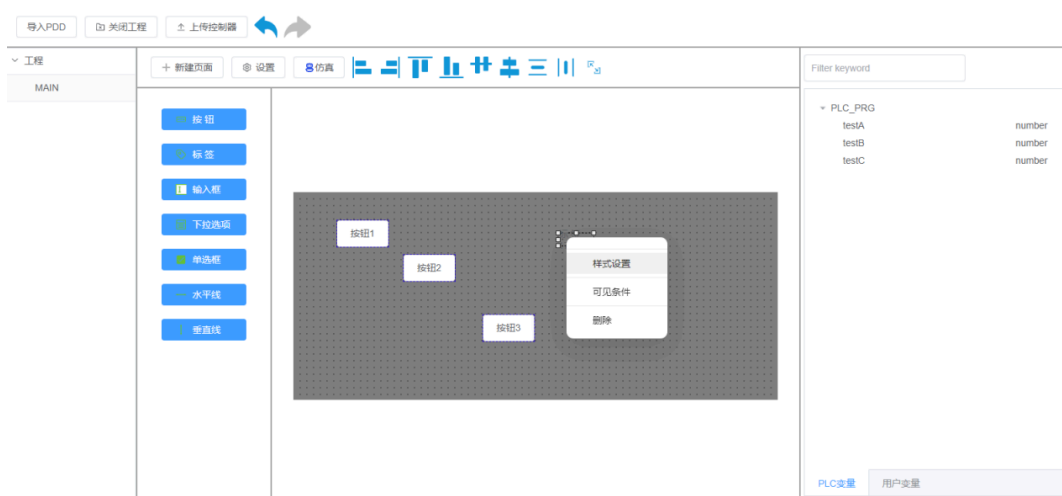 导入PDD 关闭工程 上传控制器
工程
MAIN
新建页面 设置 仿真
按钮
标签
输入框
下拉选项
单选框
水平线
垂直线
按钮1
按钮2
按钮3
样式设置
可见条件
删除
Filter keyword
PLC_PRG
testA number
testB number
testC number
PLC变量 用户变量